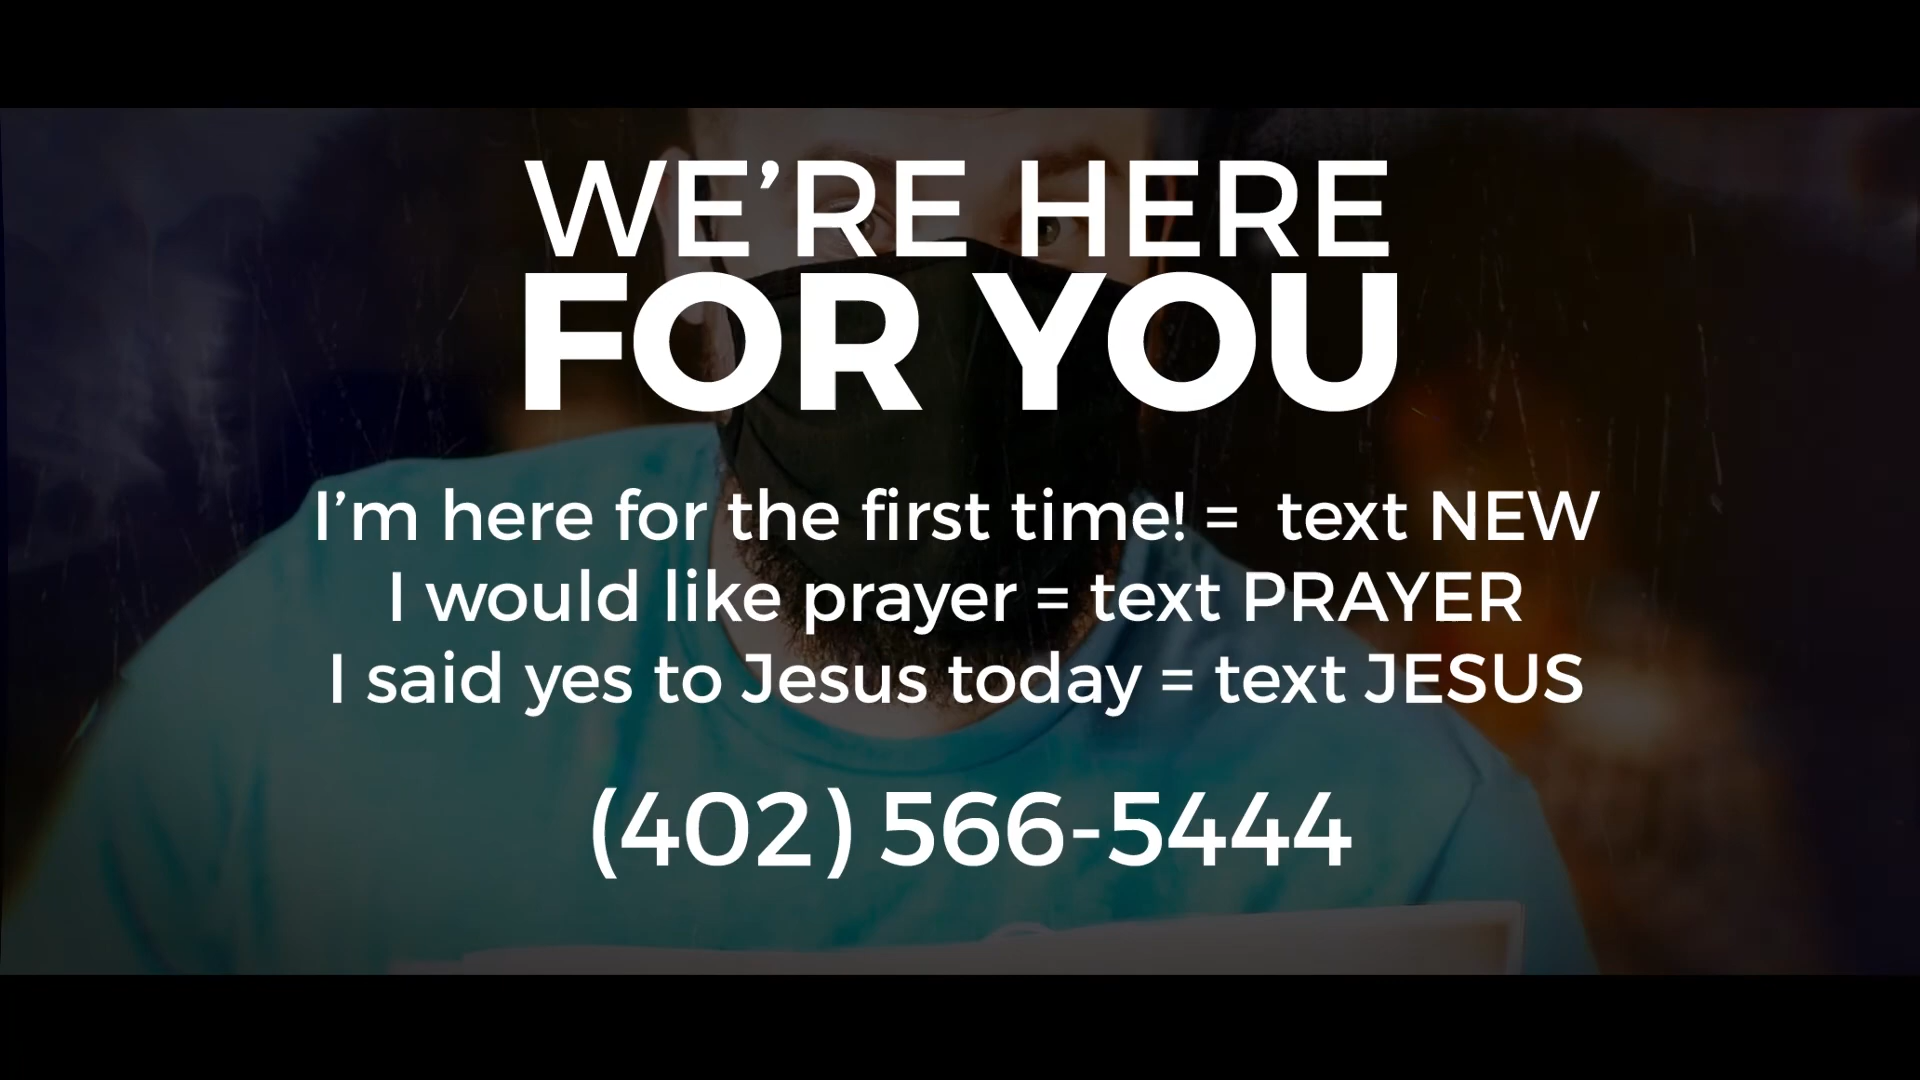 WE’RE HERE
FOR YOU
I’m here for the first time! = text NEW
I would like prayer = text PRAYER
I said yes to Jesus today = text JESUS
(402) 566-5444